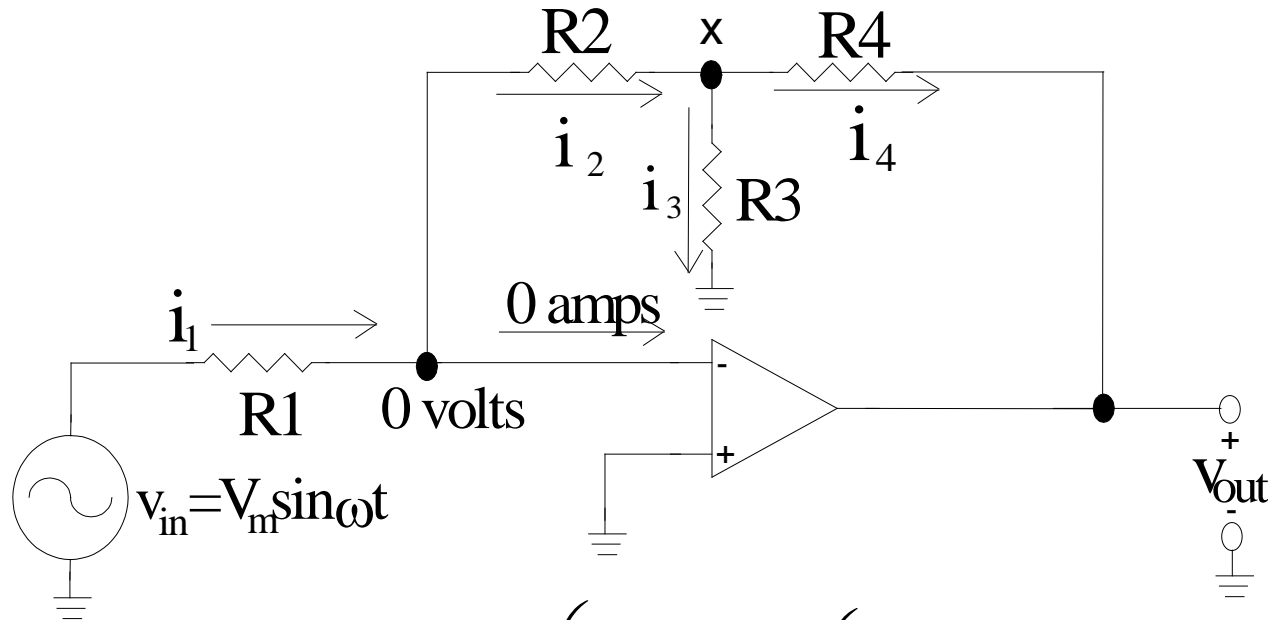 R2
x
R4
i2
i4
i3
R3
i1
0 amps
-
R1
0 volts
+
vin=Vmsinωt
+
vout
-